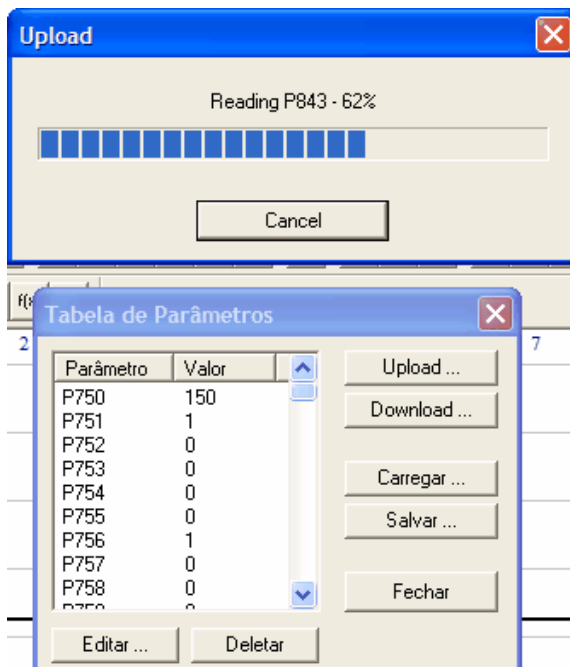 Upload
Reading P843 - 62%
Cancel
2
Tabela de Parâmetros
7
Parâmetro Valor
Upload ...
P750 150
P751 1
Download ...
P752 0
P753 0
P754 0
Carregar ...
P755 0
Salvar ...
P756 1
P757 0
P758 0
Fechar
Editar ...
Deletar